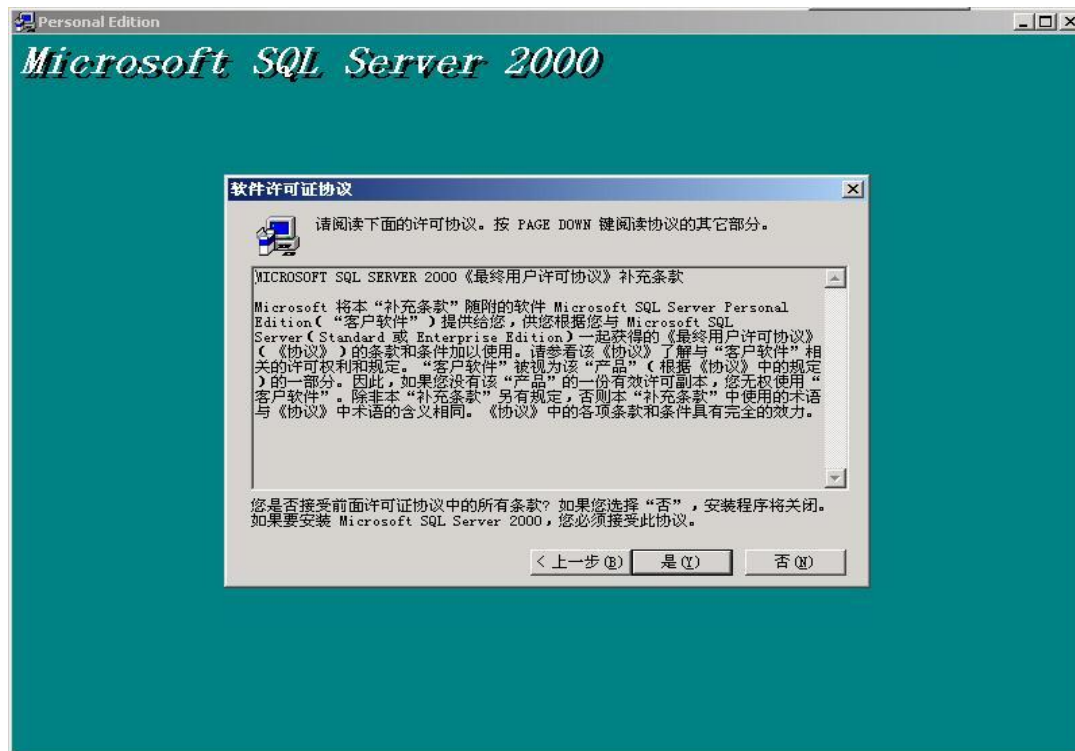 Personal Edition
Microsoft SQL Server 2000
软件许可证协议
请阅读下面的许可协议。按 PAGE DOWN 键阅读协议的其它部分。
MICROSOFT SQL SERVER 2000《最终用户许可协议》补充条款
Microsoft 将本“补充条款”随附的软件 Microsoft SQL Server Personal
Edition(“客户软件”)提供给您,供您根据您与 Microsoft SQL
Server(Standard 或 Enterprise Edition)一起获得的《最终用户许可协议》
(《协议》)的条款和条件加以使用。请参看该《协议》了解与“客户软件”相
关的许可权利和规定。“客户软件”被视为该“产品”(根据《协议》中的规定
)的一部分。因此,如果您没有该“产品”的一份有效许可副本,您无权使用“
客户软件”。除非本“补充条款”另有规定,否则本“补充条款”中使用的术语
与《协议》中术语的含义相同。《协议》中的各项条款和条件具有完全的效力。
您是否接受前面许可证协议中的所有条款?如果您选择“否”,安装程序将关闭。
如果要安装 Microsoft SQL Server 2000,您必须接受此协议。
< 上一步(B) 是(Y) 否(N)